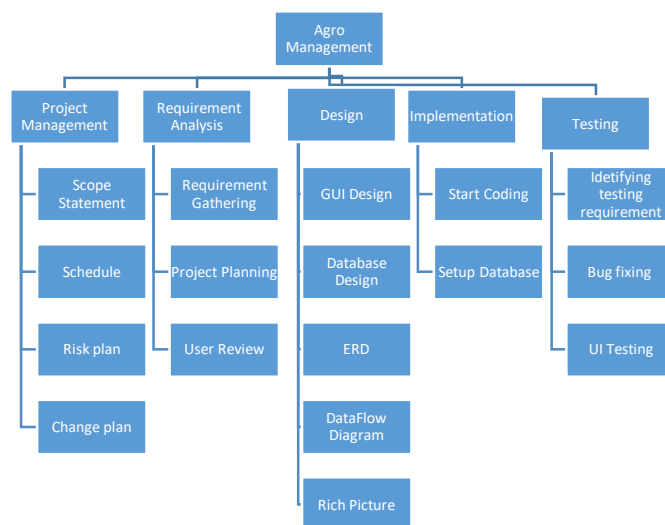 Agro
Management
Project
Management
Requirement
Analysis
Design
Implementation
Testing
Scope
Statement
Schedule
Risk plan
Change plan
Requirement
Gathering
Project Planning
User Review
GUI Design
Database
Design
ERD
DataFlow
Diagram
Rich Picture
Start Coding
Setup Database
Idetifying
testing
requirement
Bug fixing
UI Testing